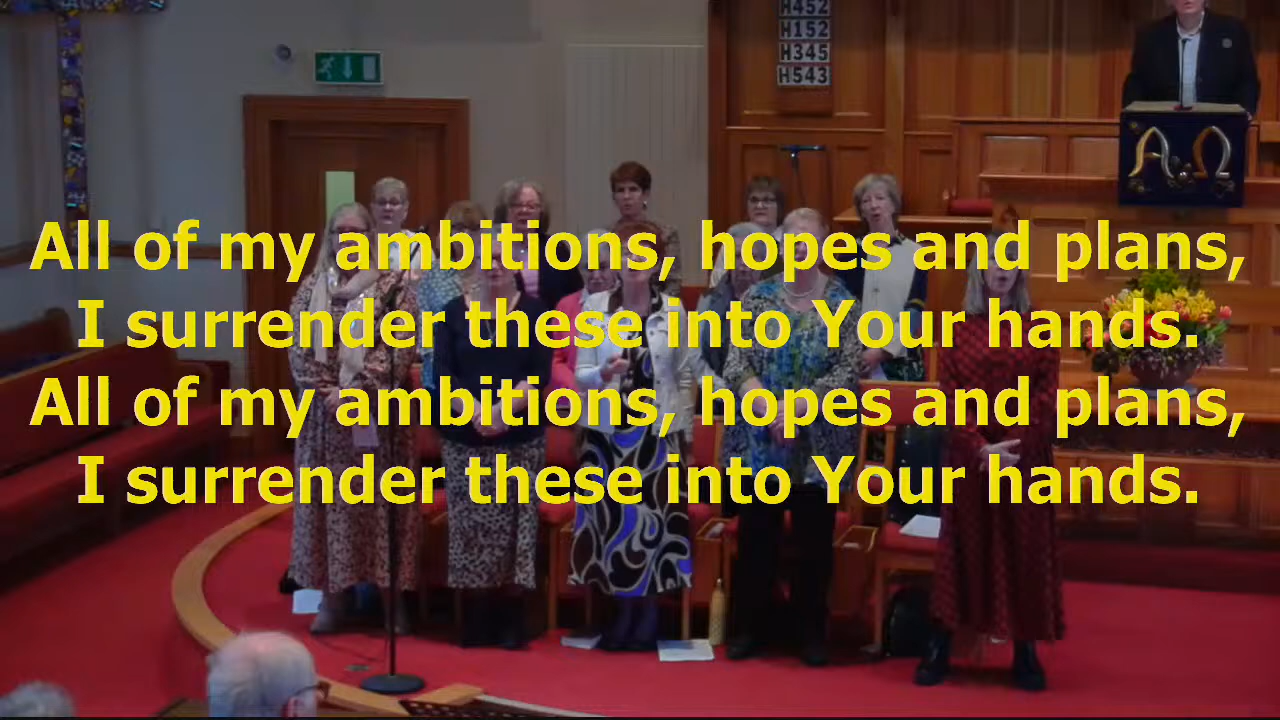 H452
H152
H345
H543
Α Ω
All of my ambitions, hopes and plans,
I surrender these into Your hands.
All of my ambitions, hopes and plans,
I surrender these into Your hands.